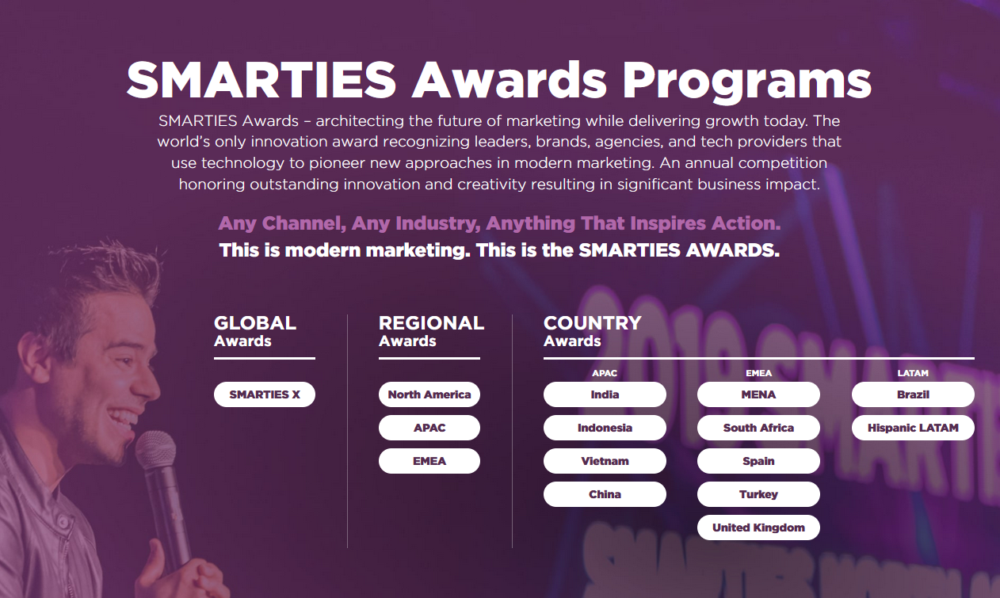 SMARTIES Awards Programs
SMARTIES Awards – architecting the future of marketing while delivering growth today. The
world's only innovation award recognizing leaders, brands, agencies, and tech providers that
use technology to pioneer new approaches in modern marketing. An annual competition
honoring outstanding innovation and creativity resulting in significant business impact.
Any Channel, Any Industry, Anything That Inspires Action.
This is modern marketing. This is the SMARTIES AWARDS.
GLOBAL
Awards
SMARTIES X
REGIONAL
Awards
North America
APAC
EMEA
COUNTRY
Awards
APAC
India
Indonesia
Vietnam
China
EMEA
MENA
South Africa
Spain
Turkey
United Kingdom
LATAM
Brazil
Hispanic LATAM
2019 SMARTIE